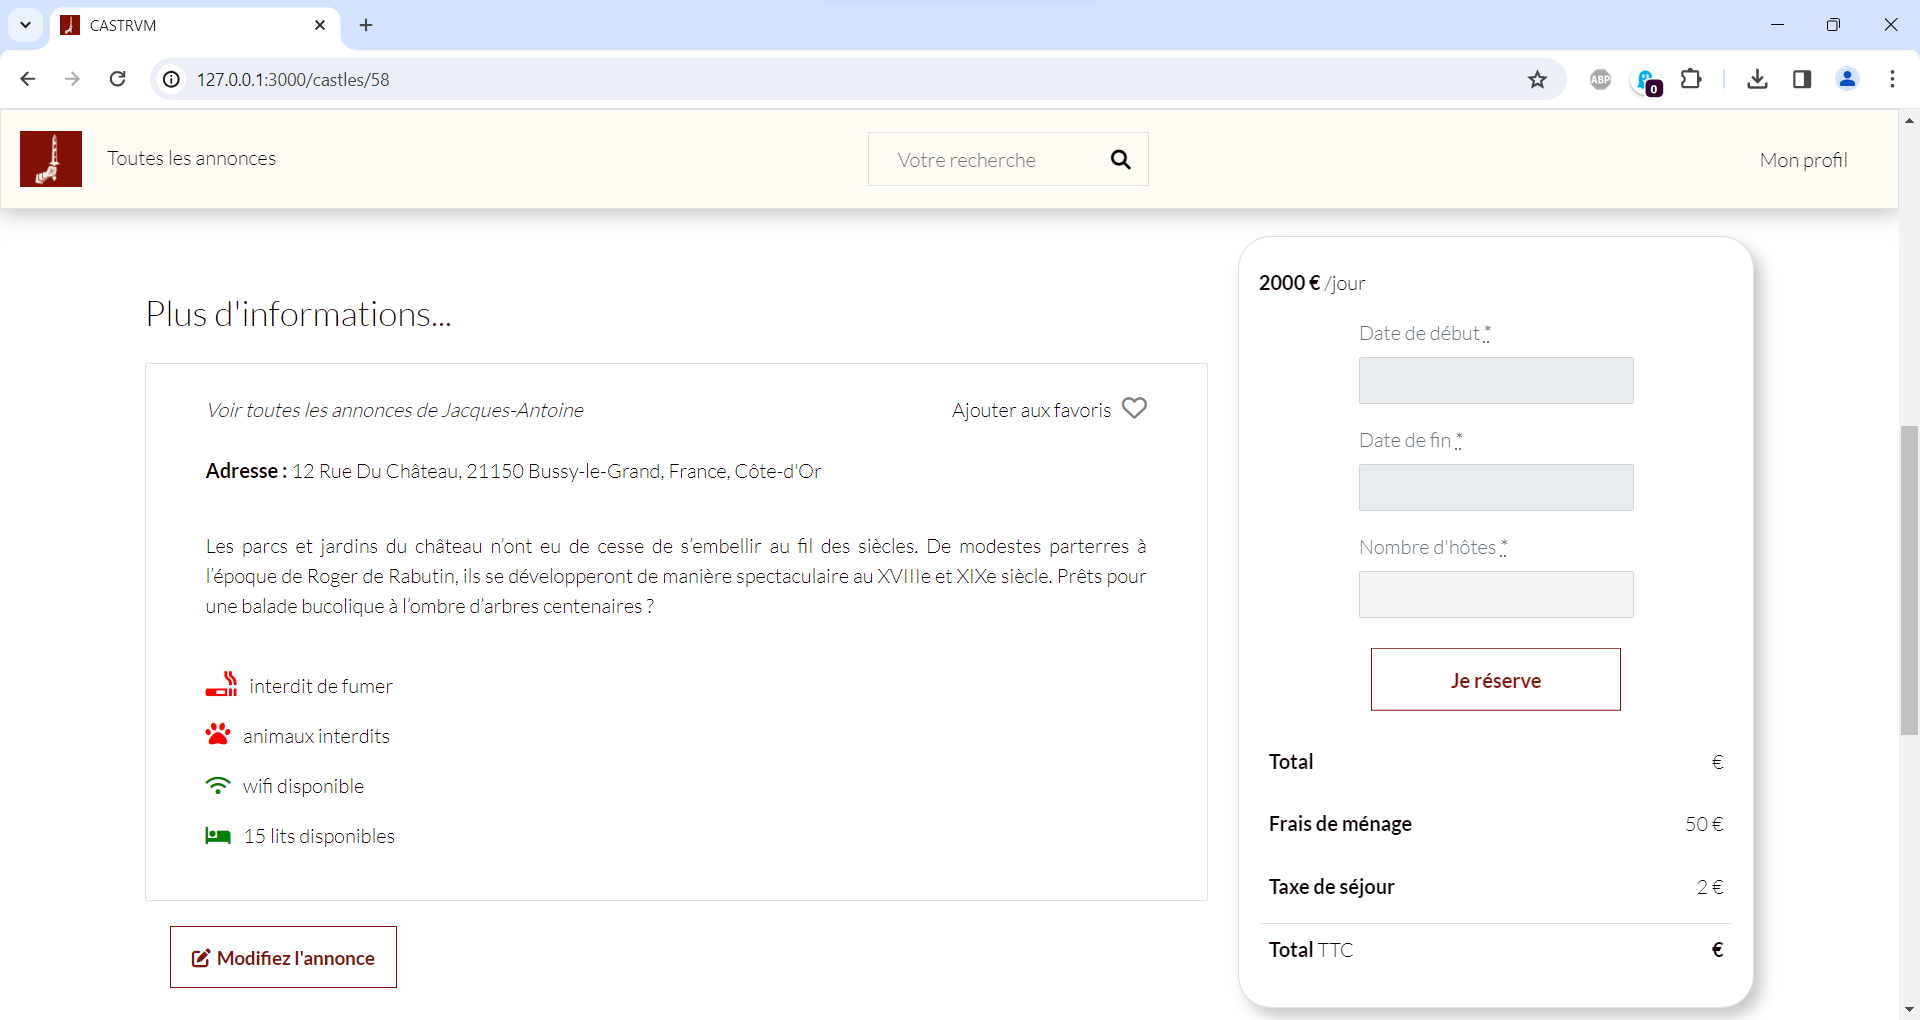 CASTRVM
127.0.0.1:3000/castles/58
ABP
0
Toutes les annonces
Votre recherche
Mon profil
Plus d'informations...
Voir toutes les annonces de Jacques-Antoine
Ajouter aux favoris
Adresse : 12 Rue Du Château, 21150 Bussy-le-Grand, France, Côte-d'Or
Les parcs et jardins du château n’ont eu de cesse de s’embellir au fil des siècles. De modestes parterres à
l’époque de Roger de Rabutin, ils se développeront de manière spectaculaire au XVIIIe et XIXe siècle. Prêts pour
une balade bucolique à l’ombre d’arbres centenaires ?
interdit de fumer
animaux interdits
wifi disponible
15 lits disponibles
Modifiez l'annonce
2000 € /jour
Date de début *
Date de fin *
Nombre d'hôtes *
Je réserve
Total €
Frais de ménage 50 €
Taxe de séjour 2 €
Total TTC €